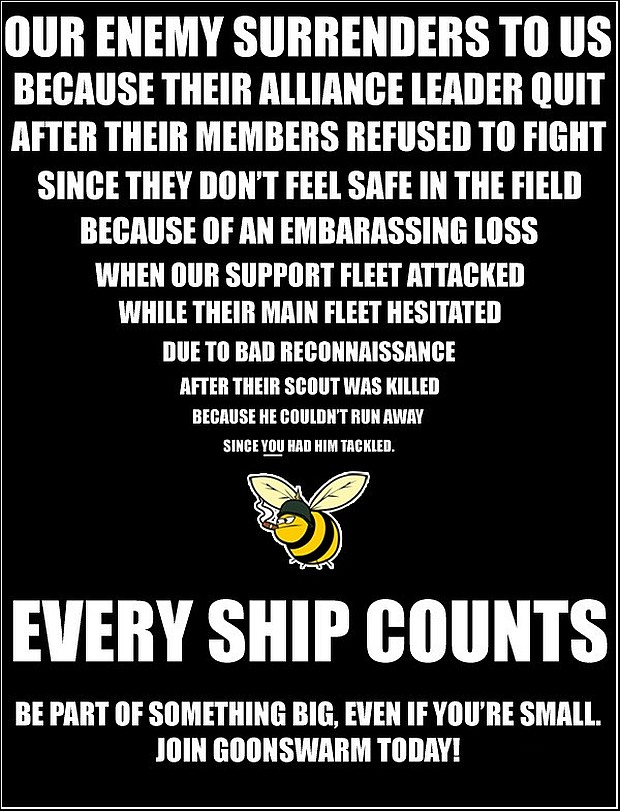 OUR ENEMY SURRENDERS TO US
BECAUSE THEIR ALLIANCE LEADER QUIT
AFTER THEIR MEMBERS REFUSED TO FIGHT
SINCE THEY DON'T FEEL SAFE IN THE FIELD
BECAUSE OF AN EMBARASSING LOSS
WHEN OUR SUPPORT FLEET ATTACKED
WHILE THEIR MAIN FLEET HESITATED
DUE TO BAD RECONNAISSANCE
AFTER THEIR SCOUT WAS KILLED
BECAUSE HE COULDN'T RUN AWAY
SINCE YOU HAD HIM TACKLED.
EVERY SHIP COUNTS
BE PART OF SOMETHING BIG, EVEN IF YOU'RE SMALL.
JOIN GOONSWARM TODAY!